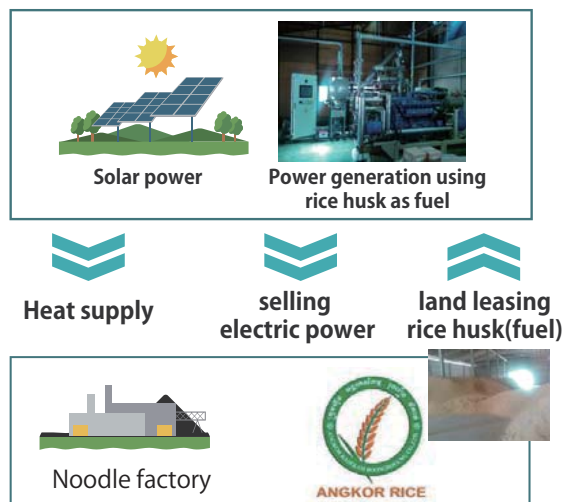 Solar power
Power generation using
rice husk as fuel
Heat supply
selling
electric power
land leasing
rice husk(fuel)
Noodle factory
ANGKOR RICE